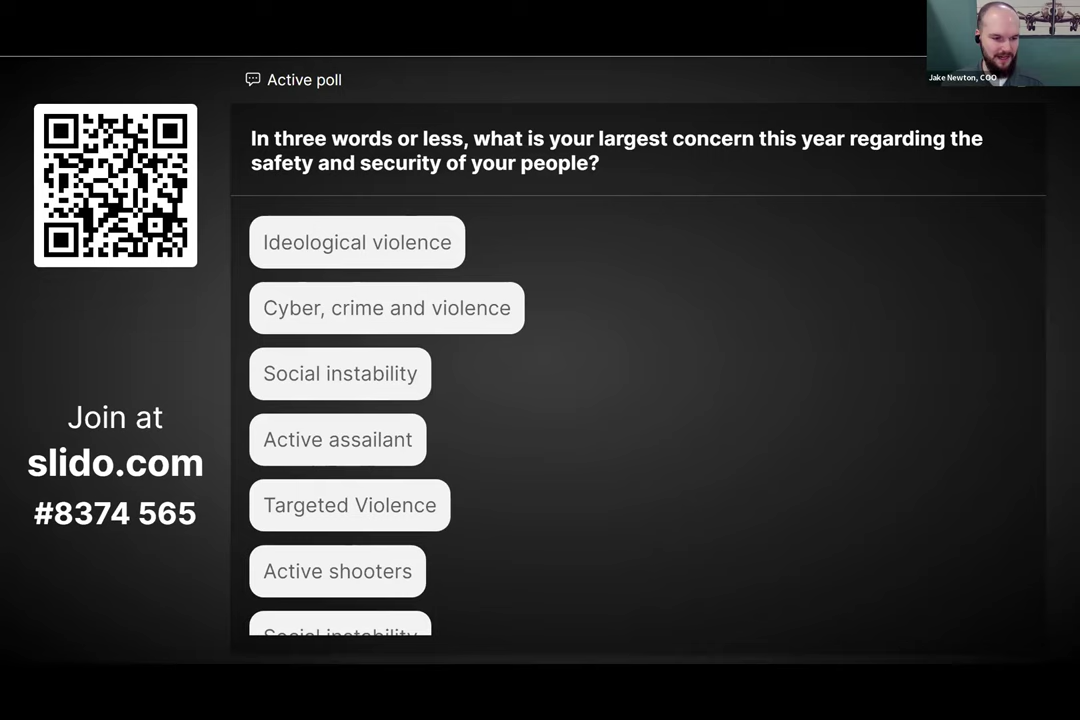 Jake Newton, COO
Active poll
In three words or less, what is your largest concern this year regarding the
safety and security of your people?
Ideological violence
Cyber, crime and violence
Social instability
Active assailant
Targeted Violence
Active shooters
Social instability
Join at
slido.com
#8374 565